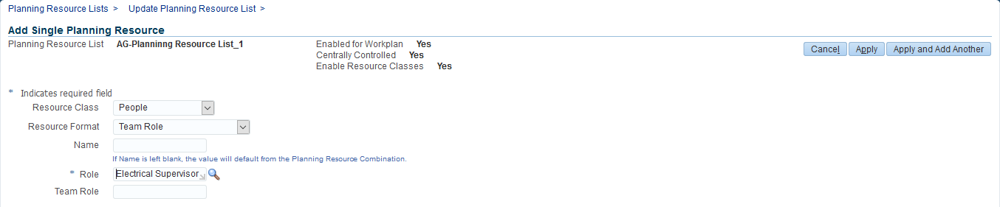 Planning Resource Lists > Update Planning Resource List >
Add Single Planning Resource
Planning Resource List AG-Planninng Resource List_1 Enabled for Workplan Yes
Centrally Controlled Yes
Enable Resource Classes Yes
Cancel Apply Apply and Add Another
* Indicates required field
Resource Class People
Resource Format Team Role
Name
If Name is left blank, the value will default from the Planning Resource Combination.
* Role Electrical Supervisor
Team Role